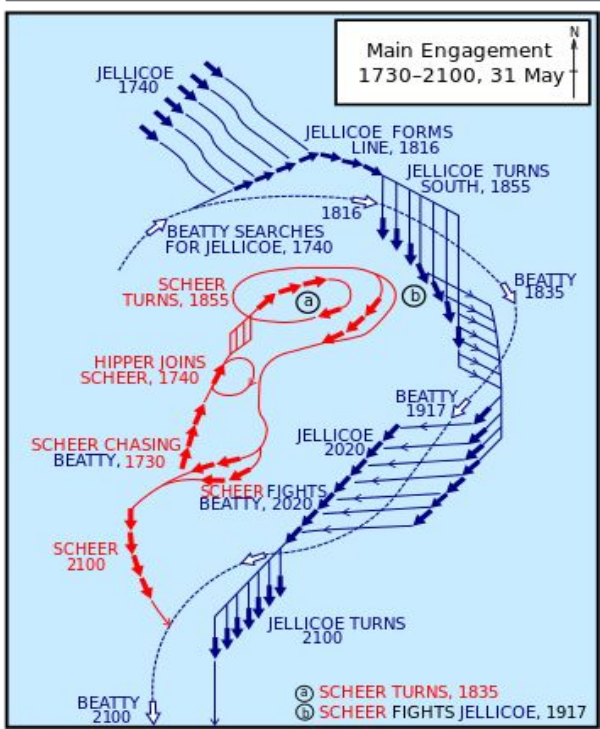 Main Engagement
1730–2100, 31 May
N
JELLICOE
1740
JELLICOE FORMS
LINE, 1816
JELLICOE TURNS
SOUTH, 1855
1816
BEATTY SEARCHES
FOR JELLICOE, 1740
BEATTY
1835
SCHEER
TURNS, 1855
a
b
HIPPER JOINS
SCHEER, 1740
BEATTY
1917
JELLICOE
2020
SCHEER CHASING
BEATTY, 1730
SCHEER FIGHTS
BEATTY, 2020
SCHEER
2100
JELLICOE TURNS
2100
BEATTY
2100
a SCHEER TURNS, 1835
b SCHEER FIGHTS JELLICOE, 1917